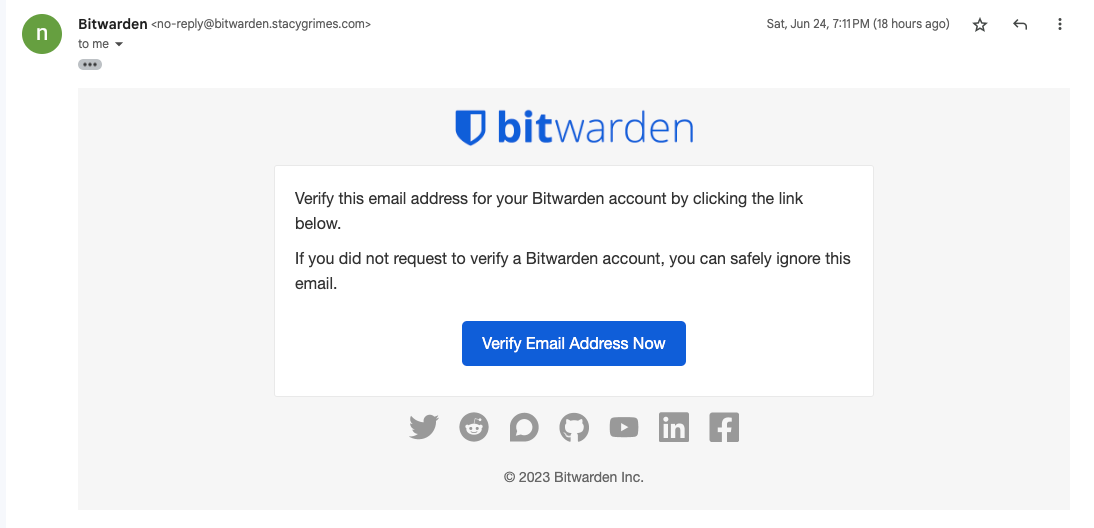 n
Bitwarden <no-reply@bitwarden.stacygrimes.com>
Sat, Jun 24, 7:11 PM (18 hours ago)
to me
bitwarden
Verify this email address for your Bitwarden account by clicking the link
below.
If you did not request to verify a Bitwarden account, you can safely ignore this
email.
Verify Email Address Now
in
© 2023 Bitwarden Inc.